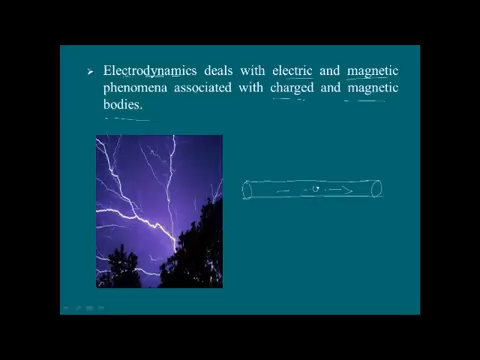 Electrodynamics deals with electric and magnetic
phenomena associated with charged and magnetic
bodies.